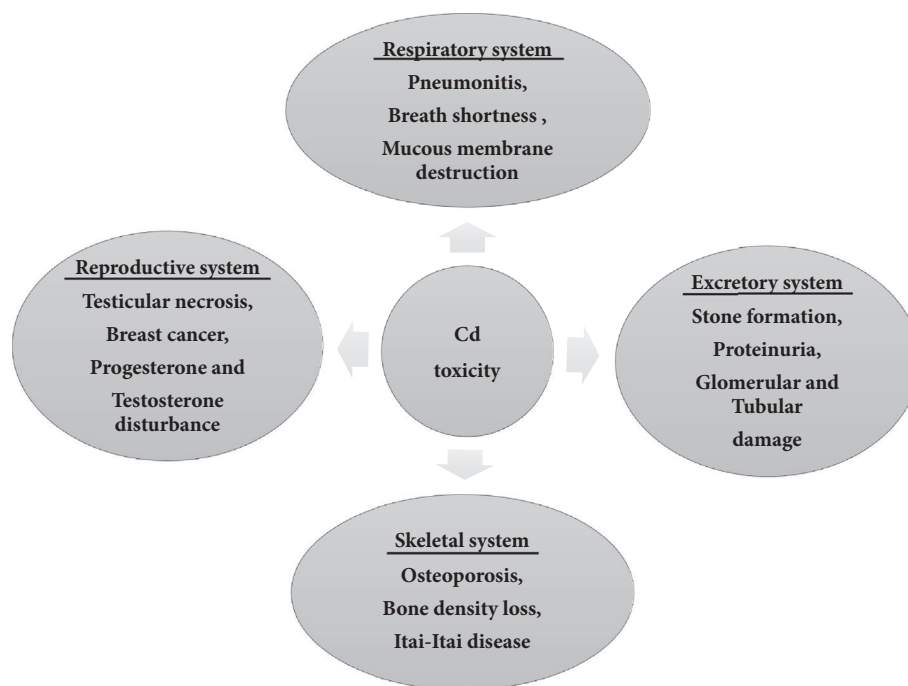 Respiratory system
Pneumonitis,
Breath shortness ,
Mucous membrane
destruction
Reproductive system
Testicular necrosis,
Breast cancer,
Progesterone and
Testosterone
disturbance
Cd
toxicity
Excretory system
Stone formation,
Proteinuria,
Glomerular and
Tubular
damage
Skeletal system
Osteoporosis,
Bone density loss,
Itai-Itai disease